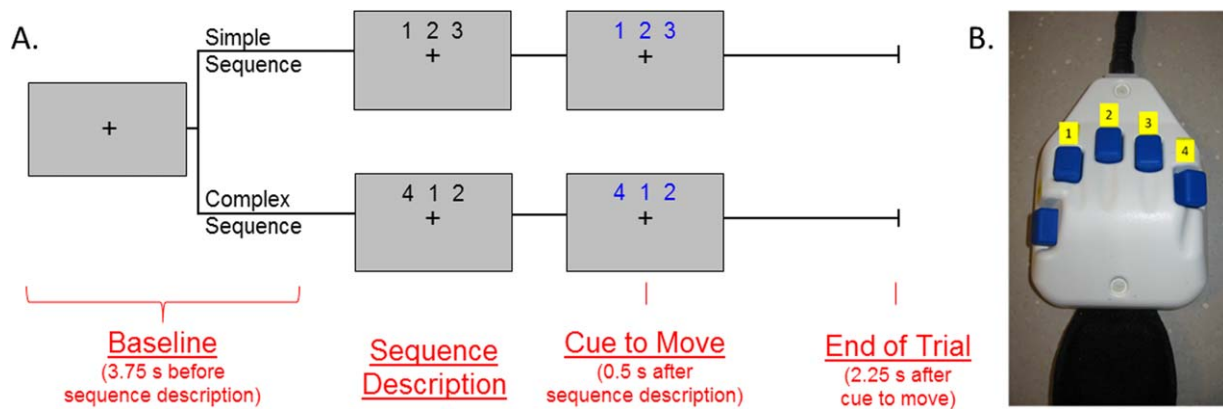 A.
Simple
Sequence
1 2 3
+
1 2 3
+
+
Complex
Sequence
4 1 2
+
4 1 2
+
Baseline
(3.75 s before
sequence description)
Sequence
Description
Cue to Move
(0.5 s after
sequence description)
End of Trial
(2.25 s after
cue to move)
B.
1
2
3
4